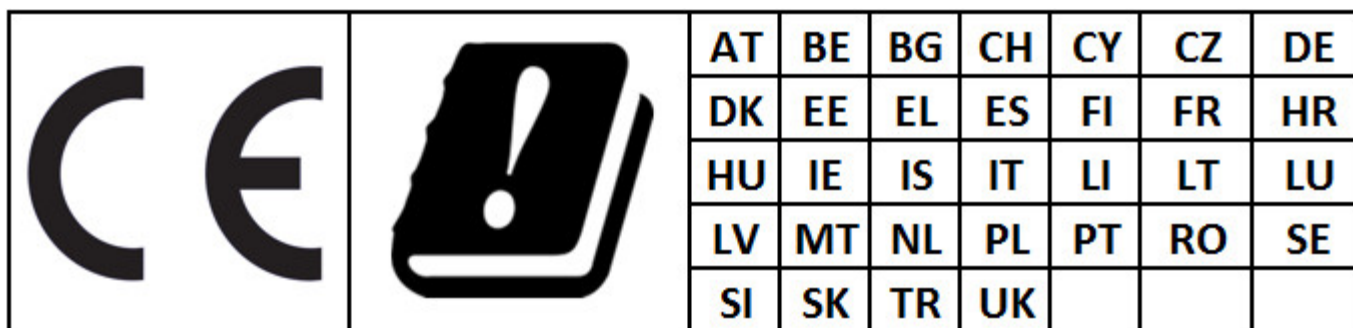 CE
!
AT BE BG CH CY CZ DE
DK EE EL ES FI FR HR
HU IE IS IT LI LT LU
LV MT NL PL PT RO SE
SI SK TR UK